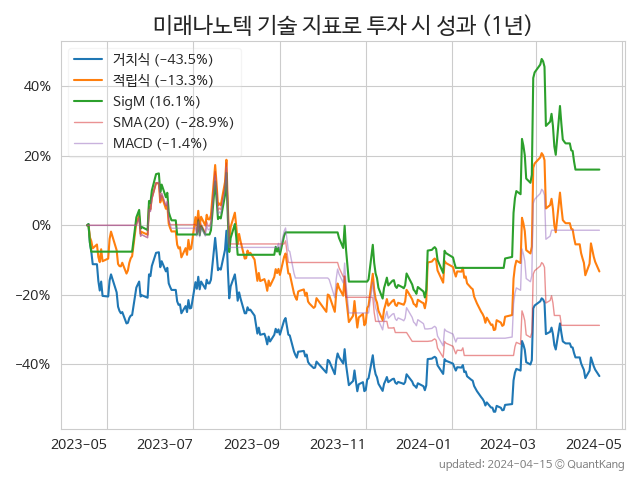 미래나노텍 기술 지표로 투자 시 성과 (1년)
거치식 (−43.5%)
적립식 (−13.3%)
SigM (16.1%)
SMA(20) (−28.9%)
MACD (−1.4%)
40%
20%
0%
−20%
−40%
2023−05 2023−07 2023−09 2023−11 2024−01 2024−03 2024−05
updated: 2024−04−15 © QuantKang